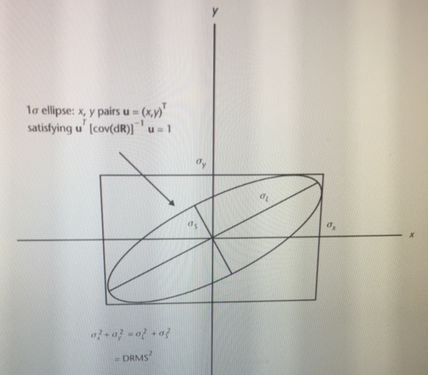 y
1σ ellipse: x, y pairs u = (x,y)ᵀ
satisfying uᵀ [cov(dR)]⁻¹ u = 1
σy
σL
σS
σx
x
σx² + σy² = σL² + σS²
= DRMS²